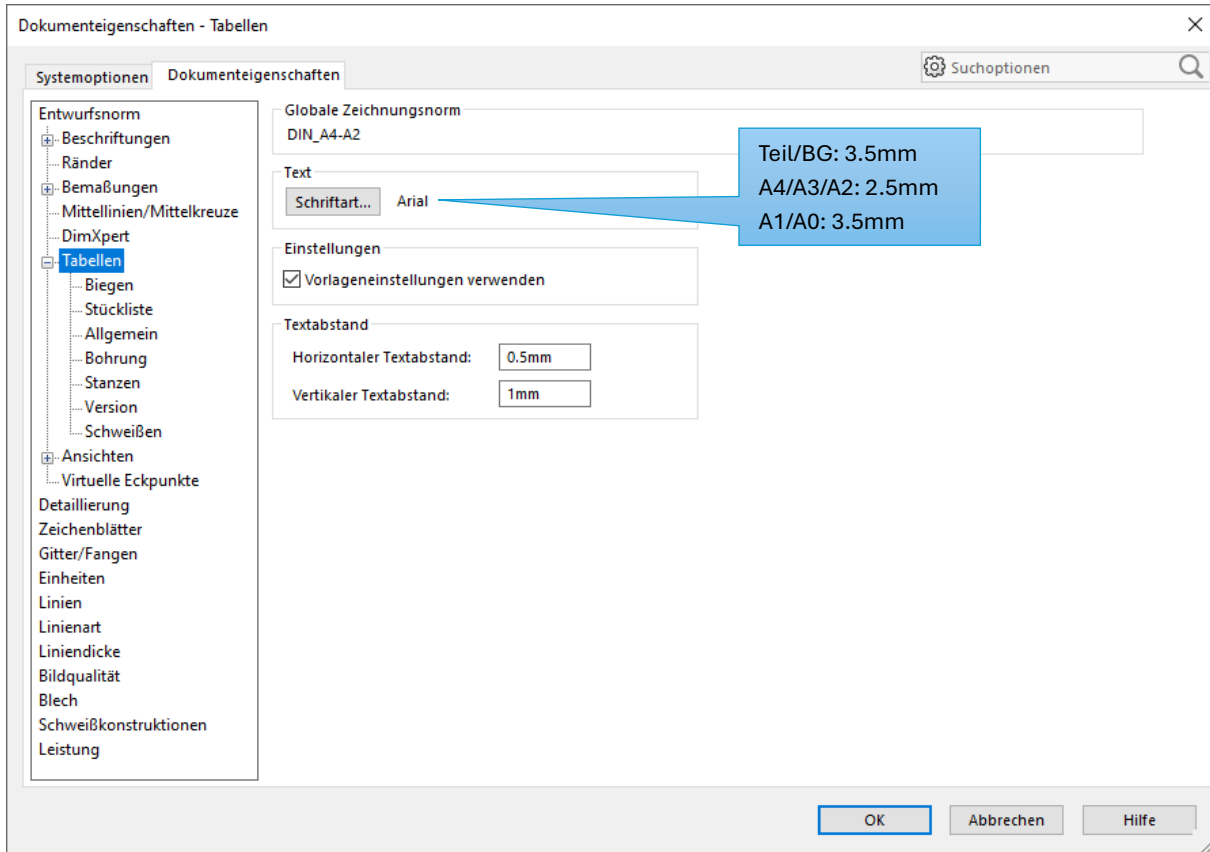 Dokumenteigenschaften - Tabellen
Systemoptionen
Dokumenteigenschaften
Suchoptionen
Entwurfsnorm
Beschriftungen
Ränder
Bemaßungen
Mittellinien/Mittelkreuze
DimXpert
Tabellen
Biegen
Stückliste
Allgemein
Bohrung
Stanzen
Version
Schweißen
Ansichten
Virtuelle Eckpunkte
Detaillierung
Zeichenblätter
Gitter/Fangen
Einheiten
Linien
Linienart
Liniendicke
Bildqualität
Blech
Schweißkonstruktionen
Leistung
Globale Zeichnungsnorm
DIN_A4-A2
Text
Schriftart... Arial
Teil/BG: 3.5mm
A4/A3/A2: 2.5mm
A1/A0: 3.5mm
Einstellungen
Vorlageneinstellungen verwenden
Textabstand
Horizontaler Textabstand: 0.5mm
Vertikaler Textabstand: 1mm
OK Abbrechen Hilfe